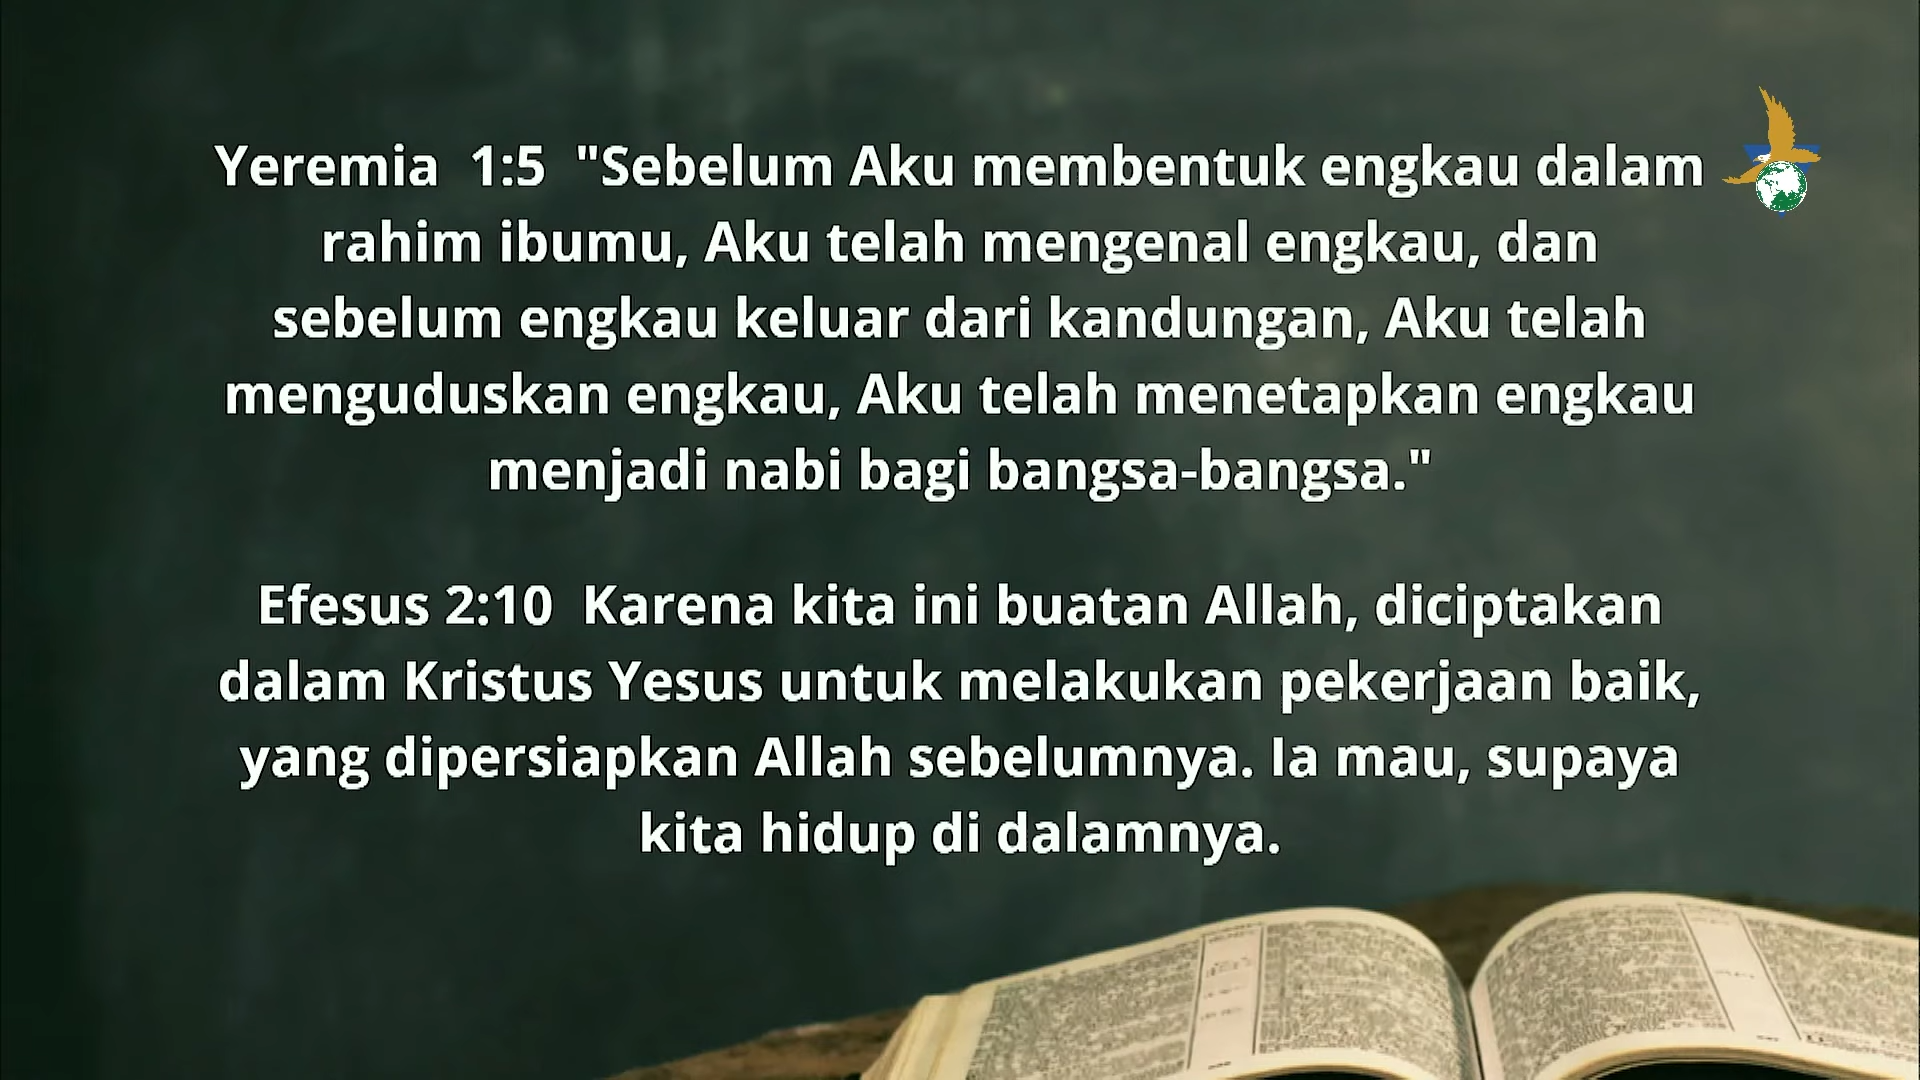 Yeremia  1:5  "Sebelum Aku membentuk engkau dalam
rahim ibumu, Aku telah mengenal engkau, dan
sebelum engkau keluar dari kandungan, Aku telah
menguduskan engkau, Aku telah menetapkan engkau
menjadi nabi bagi bangsa-bangsa."
Efesus 2:10  Karena kita ini buatan Allah, diciptakan
dalam Kristus Yesus untuk melakukan pekerjaan baik,
yang dipersiapkan Allah sebelumnya. Ia mau, supaya
kita hidup di dalamnya.